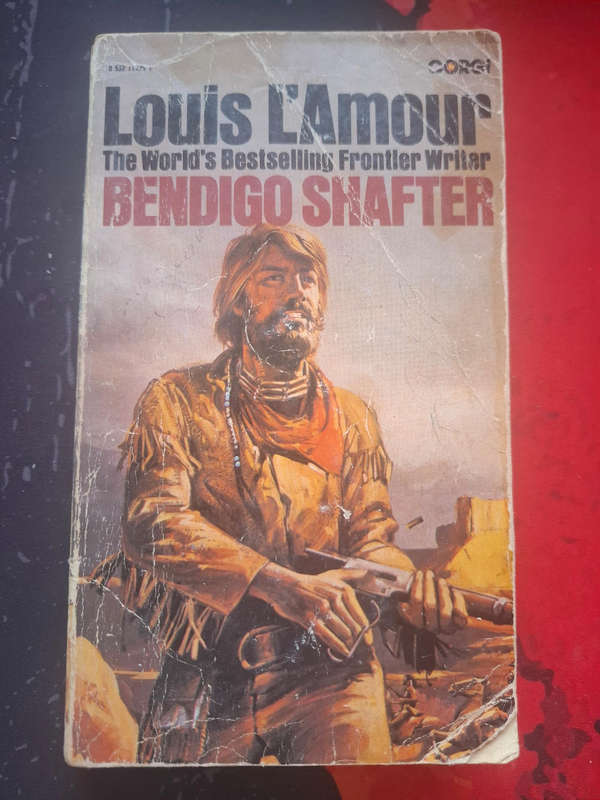 CORGI
Louis L'Amour
The World's Bestselling Frontier Writer
BENDIGO SHAFTER